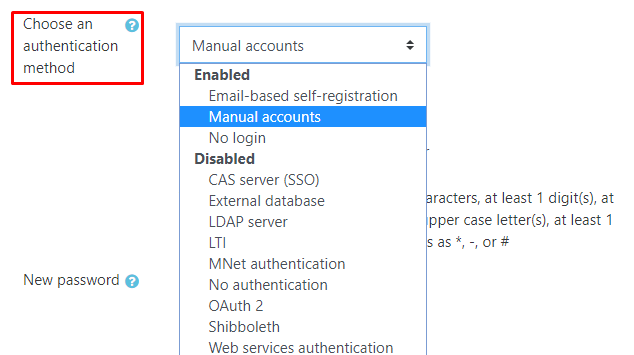 Choose an
authentication
method
Manual accounts
Enabled
Email-based self-registration
Manual accounts
No login
Disabled
CAS server (SSO)
External database
LDAP server
LTI
MNet authentication
No authentication
OAuth 2
Shibboleth
Web services authentication
aracters, at least 1 digit(s), at
upper case letter(s), at least 1
s as *, -, or #
New password